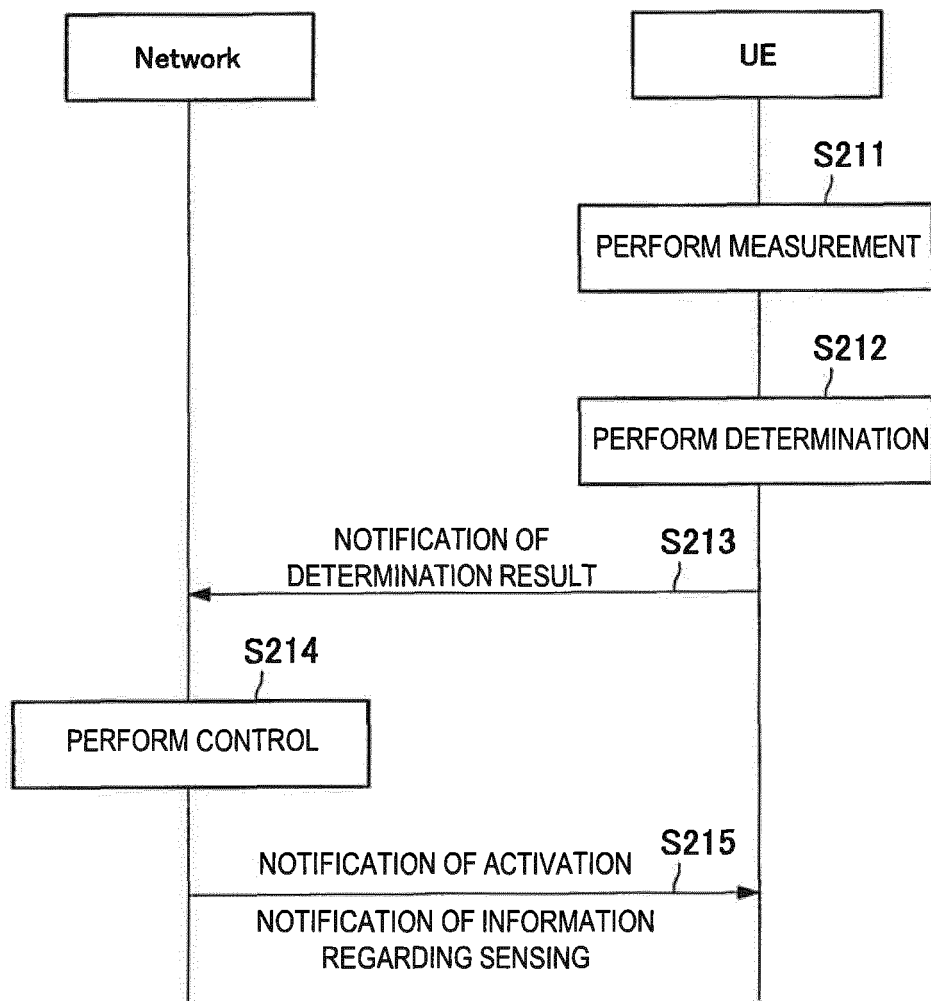 Network
UE
S211
PERFORM MEASUREMENT
S212
PERFORM DETERMINATION
NOTIFICATION OF
DETERMINATION RESULT
S213
S214
PERFORM CONTROL
S215
NOTIFICATION OF ACTIVATION
NOTIFICATION OF INFORMATION
REGARDING SENSING